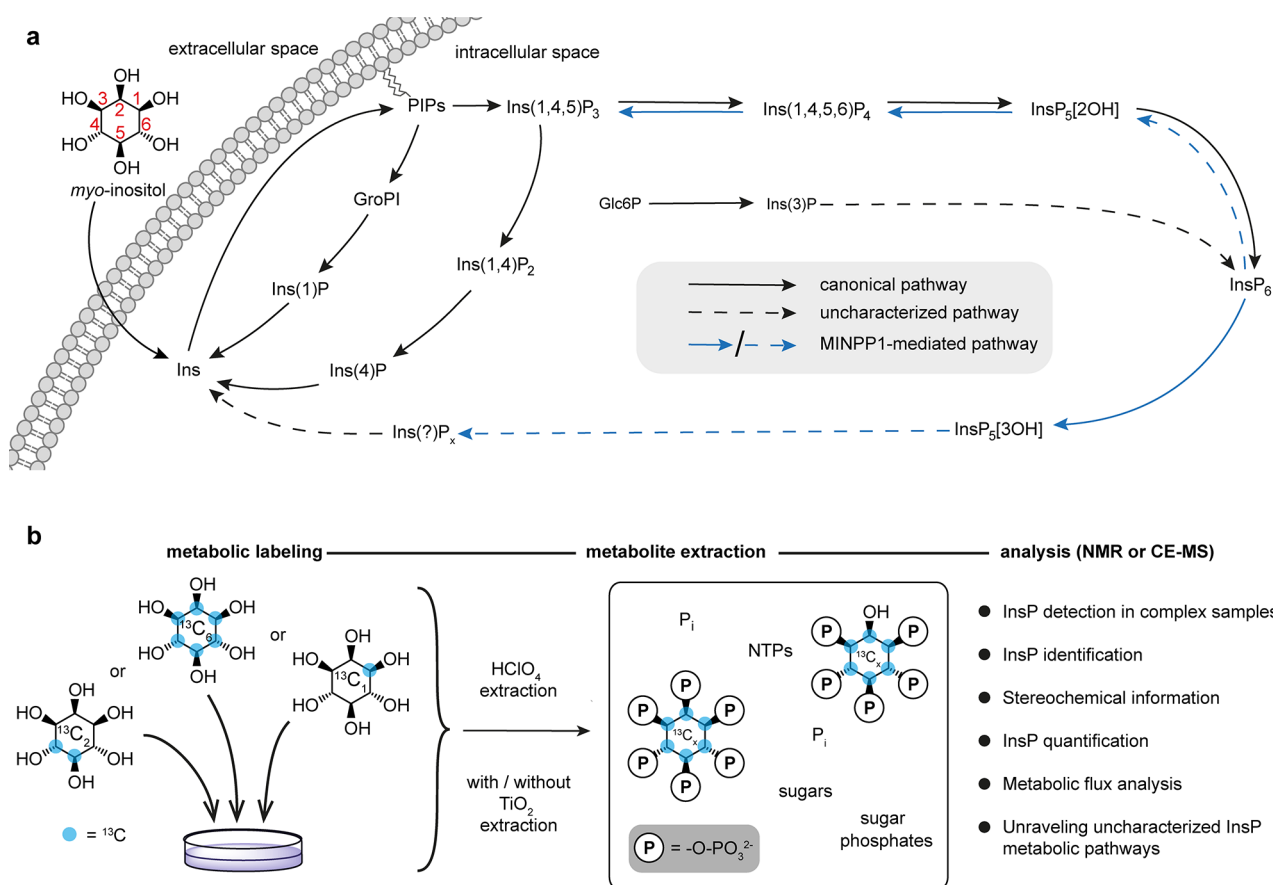 a
extracellular space
intracellular space
OH
HO 3 1 OH
2
4 5 6
HO OH
OH
myo-inositol
PIPs
Ins(1,4,5)P3
Ins(1,4,5,6)P4
InsP5[2OH]
GroPI
Glc6P
Ins(3)P
Ins(1,4)P2
Ins(1)P
InsP6
canonical pathway
uncharacterized pathway
/ MINPP1-mediated pathway
Ins
Ins(4)P
Ins(?)Px
InsP5[3OH]
b
metabolic labeling
metabolite extraction
analysis (NMR or CE-MS)
OH
HO OH
13C6
HO OH
OH
or
or
OH
HO OH
13C1
HO OH
OH
OH
HO OH
13C2
HO OH
OH
= 13C
HClO4
extraction
with / without
TiO2
extraction
Pi
NTPs
OH
P P
13Cx
P P
P
P
P P
13Cx
P P
P
Pi
sugars
sugar
phosphates
P = -O-PO3 2-
● InsP detection in complex samples
● InsP identification
● Stereochemical information
● InsP quantification
● Metabolic flux analysis
● Unraveling uncharacterized InsP
metabolic pathways